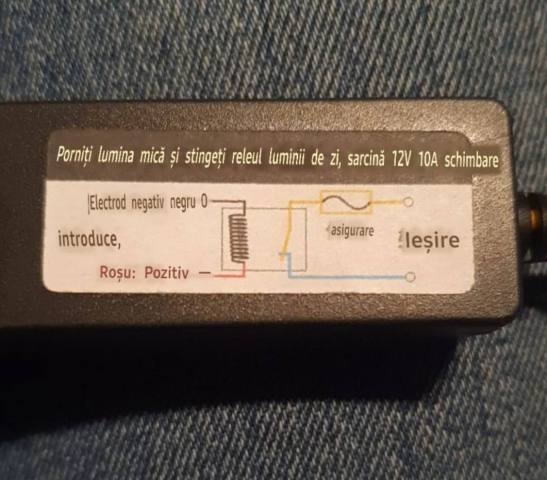 Porniți lumina mică și stingeți releul luminii de zi, sarcină 12V 10A schimbare
Electrod negativ negru 0
introduce,
asigurare
Ieșire
Roșu: Pozitiv —